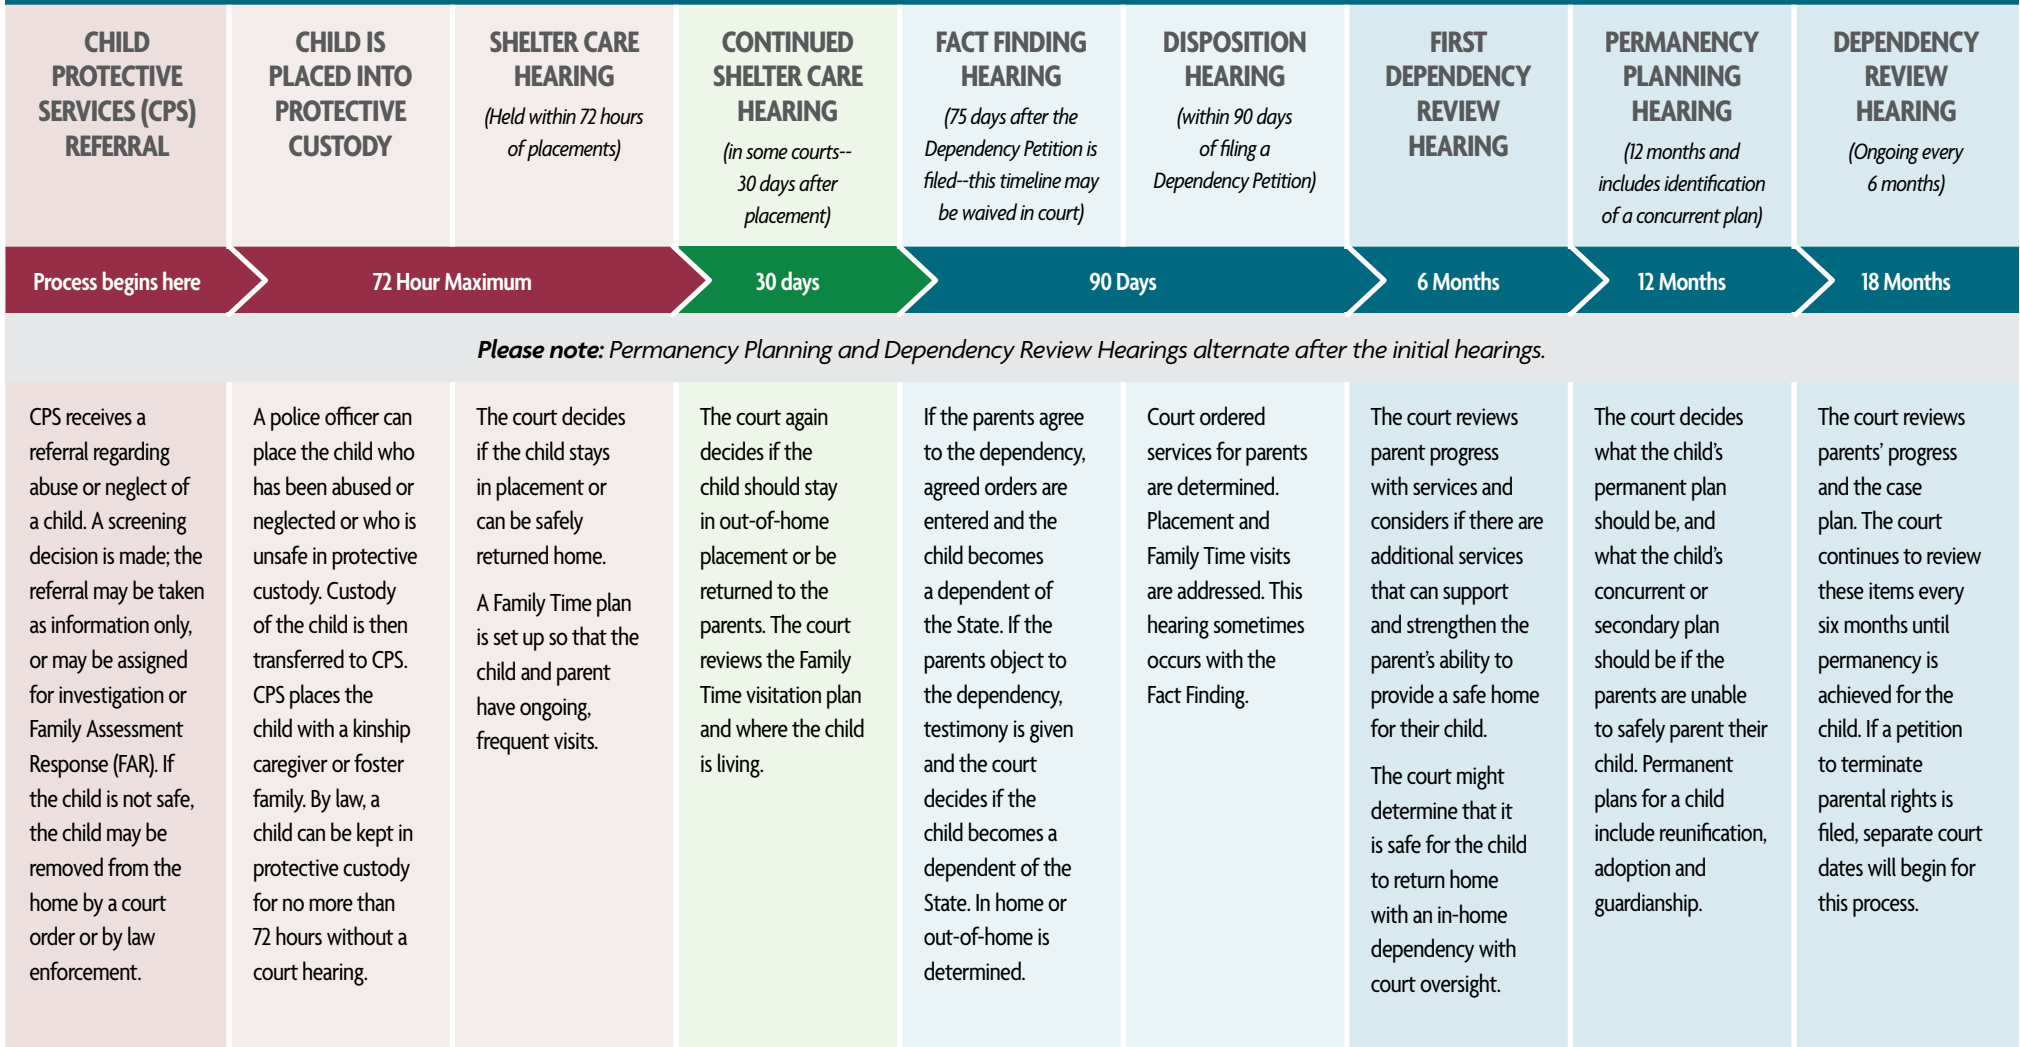 CHILD
PROTECTIVE
SERVICES (CPS)
REFERRAL
CHILD IS
PLACED INTO
PROTECTIVE
CUSTODY
SHELTER CARE
HEARING
(Held within 72 hours
of placements)
CONTINUED
SHELTER CARE
HEARING
(in some courts--
30 days after
placement)
FACT FINDING
HEARING
(75 days after the
Dependency Petition is
filed--this timeline may
be waived in court)
DISPOSITION
HEARING
(within 90 days
of filing a
Dependency Petition)
FIRST
DEPENDENCY
REVIEW
HEARING
PERMANENCY
PLANNING
HEARING
(12 months and
includes identification
of a concurrent plan)
DEPENDENCY
REVIEW
HEARING
(Ongoing every
6 months)
Process begins here
72 Hour Maximum
30 days
90 Days
6 Months
12 Months
18 Months
Please note: Permanency Planning and Dependency Review Hearings alternate after the initial hearings.
CPS receives a
referral regarding
abuse or neglect of
a child. A screening
decision is made; the
referral may be taken
as information only,
or may be assigned
for investigation or
Family Assessment
Response (FAR). If
the child is not safe,
the child may be
removed from the
home by a court
order or by law
enforcement.
A police officer can
place the child who
has been abused or
neglected or who is
unsafe in protective
custody. Custody
of the child is then
transferred to CPS.
CPS places the
child with a kinship
caregiver or foster
family. By law, a
child can be kept in
protective custody
for no more than
72 hours without a
court hearing.
The court decides
if the child stays
in placement or
can be safely
returned home.
A Family Time plan
is set up so that the
child and parent
have ongoing,
frequent visits.
The court again
decides if the
child should stay
in out-of-home
placement or be
returned to the
parents. The court
reviews the Family
Time visitation plan
and where the child
is living.
If the parents agree
to the dependency,
agreed orders are
entered and the
child becomes
a dependent of
the State. If the
parents object to
the dependency,
testimony is given
and the court
decides if the
child becomes a
dependent of the
State. In home or
out-of-home is
determined.
Court ordered
services for parents
are determined.
Placement and
Family Time visits
are addressed. This
hearing sometimes
occurs with the
Fact Finding.
The court reviews
parent progress
with services and
considers if there are
additional services
that can support
and strengthen the
parent's ability to
provide a safe home
for their child.
The court might
determine that it
is safe for the child
to return home
with an in-home
dependency with
court oversight.
The court decides
what the child's
permanent plan
should be, and
what the child's
concurrent or
secondary plan
should be if the
parents are unable
to safely parent their
child. Permanent
plans for a child
include reunification,
adoption and
guardianship.
The court reviews
parents' progress
and the case
plan. The court
continues to review
these items every
six months until
permanency is
achieved for the
child. If a petition
to terminate
parental rights is
filed, separate court
dates will begin for
this process.